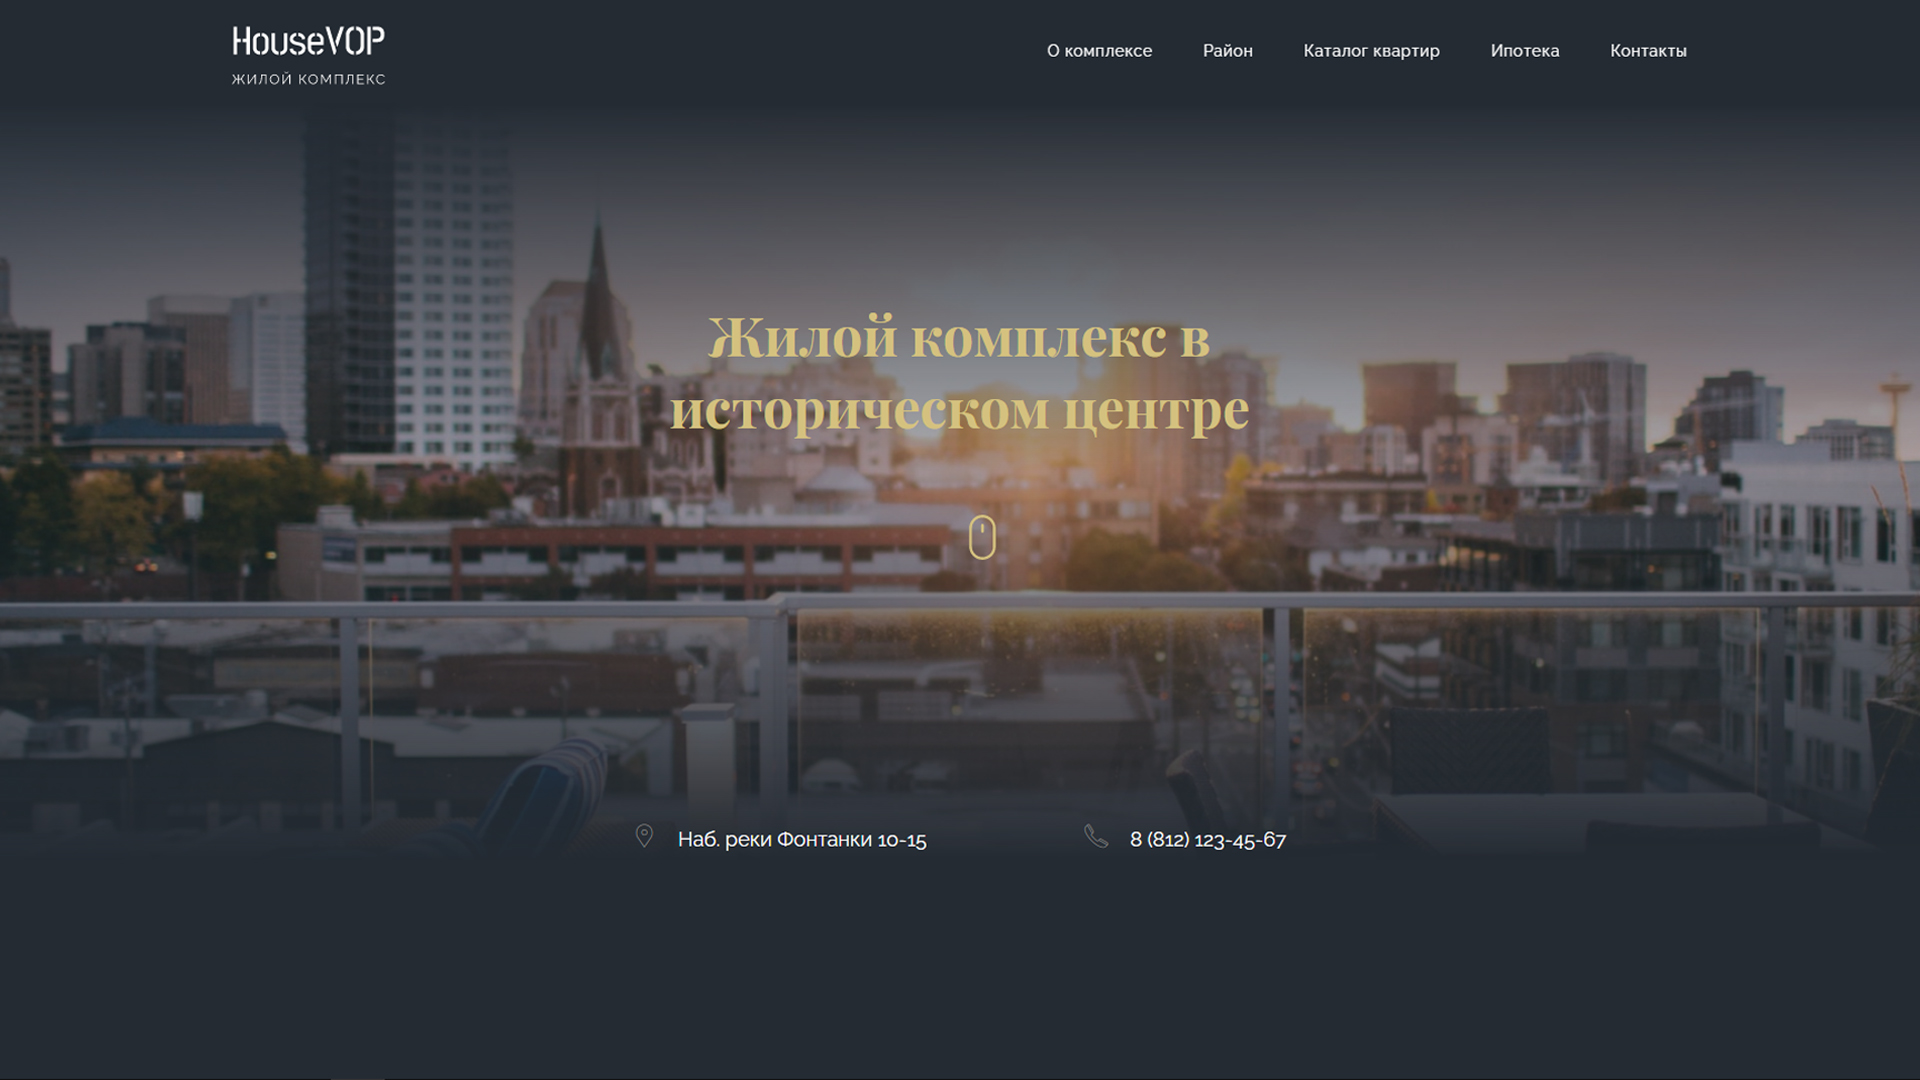 HouseVOP
ЖИЛОЙ КОМПЛЕКС
О комплексе
Район
Каталог квартир
Ипотека
Контакты
Жилой комплекс в
историческом центре
Наб. реки Фонтанки 10-15
8 (812) 123-45-67